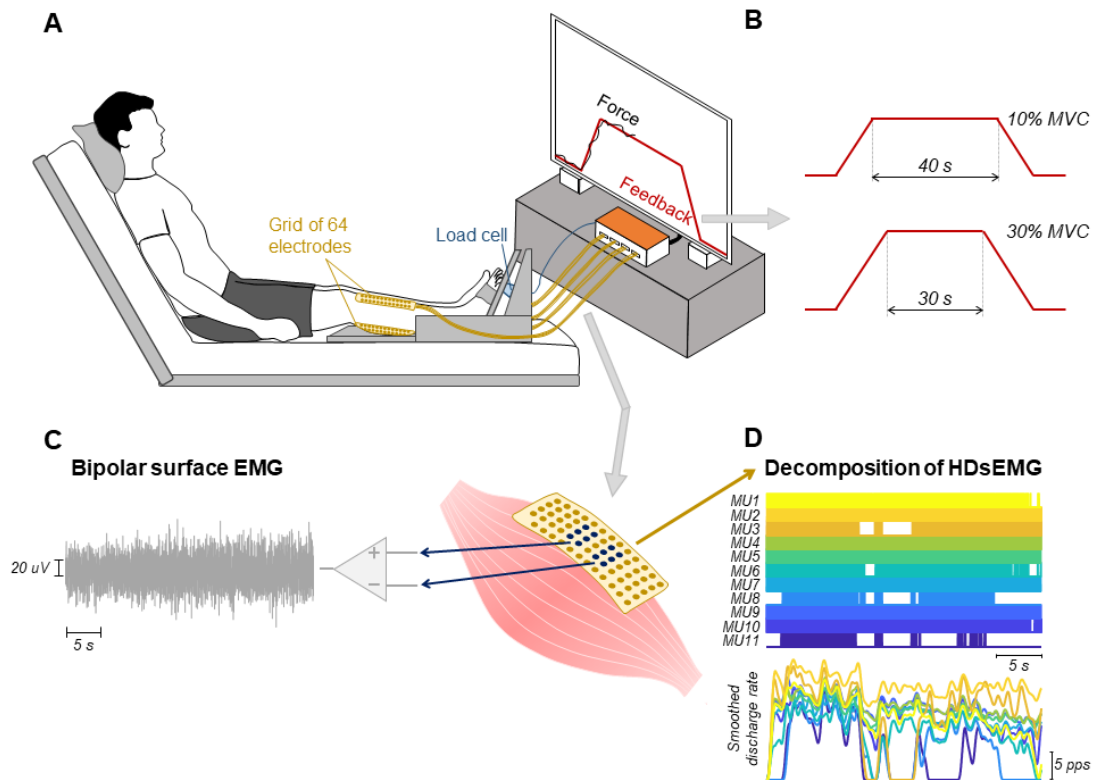 A
Force
Feedback
Grid of 64
electrodes
Load cell
B
10% MVC
40 s
30% MVC
30 s
C
Bipolar surface EMG
20 uV
5 s
+
−
D
Decomposition of HDsEMG
MU1
MU2
MU3
MU4
MU5
MU6
MU7
MU8
MU9
MU10
MU11
5 s
Smoothed
discharge rate
5 pps